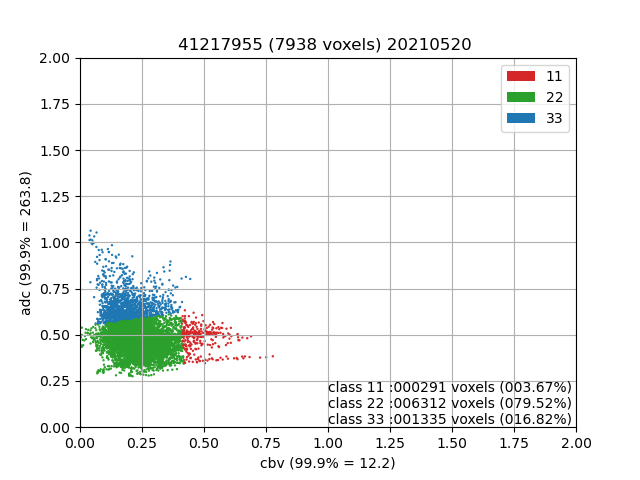 41217955 (7938 voxels) 20210520
2.00
1.75
1.50
1.25
1.00
0.75
0.50
0.25
0.00
adc (99.9% = 263.8)
11
22
33
class 11 :000291 voxels (003.67%)
class 22 :006312 voxels (079.52%)
class 33 :001335 voxels (016.82%)
0.00 0.25 0.50 0.75 1.00 1.25 1.50 1.75 2.00
cbv (99.9% = 12.2)